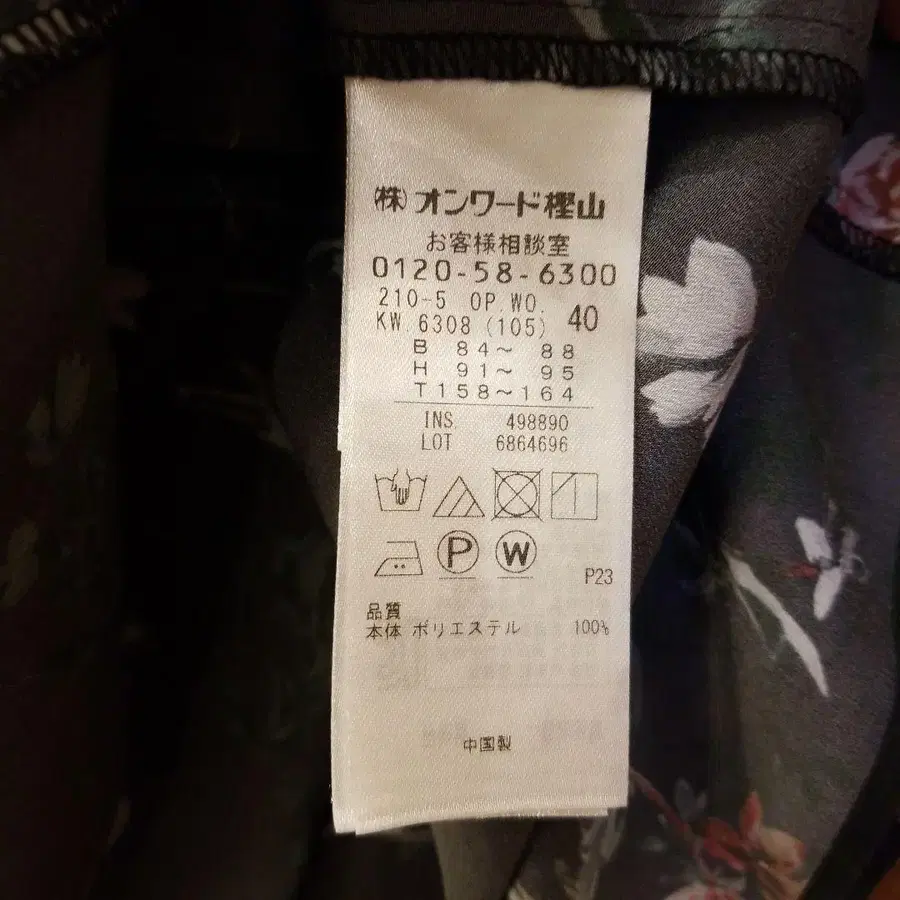 (株)オンワード樫山
お客様相談室
0120-58-6300
210-5 OP.WO.
KW.6308 (105) 40
B 84～ 88
H 91～ 95
T158～164
INS. 498890
LOT 6864696
P W
P23
品質
本体 ポリエステル 100%
中国製